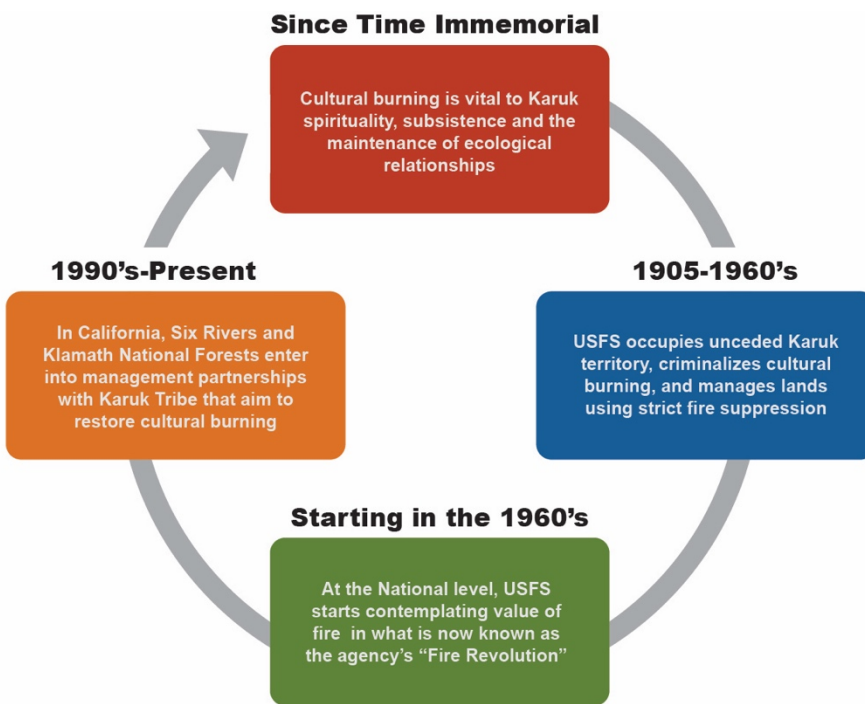 Since Time Immemorial
Cultural burning is vital to Karuk
spirituality, subsistence and the
maintenance of ecological
relationships
1905-1960’s
USFS occupies unceded Karuk
territory, criminalizes cultural
burning, and manages lands
using strict fire suppression
Starting in the 1960’s
At the National level, USFS
starts contemplating value of
fire in what is now known as
the agency’s “Fire Revolution”
1990’s-Present
In California, Six Rivers and
Klamath National Forests enter
into management partnerships
with Karuk Tribe that aim to
restore cultural burning